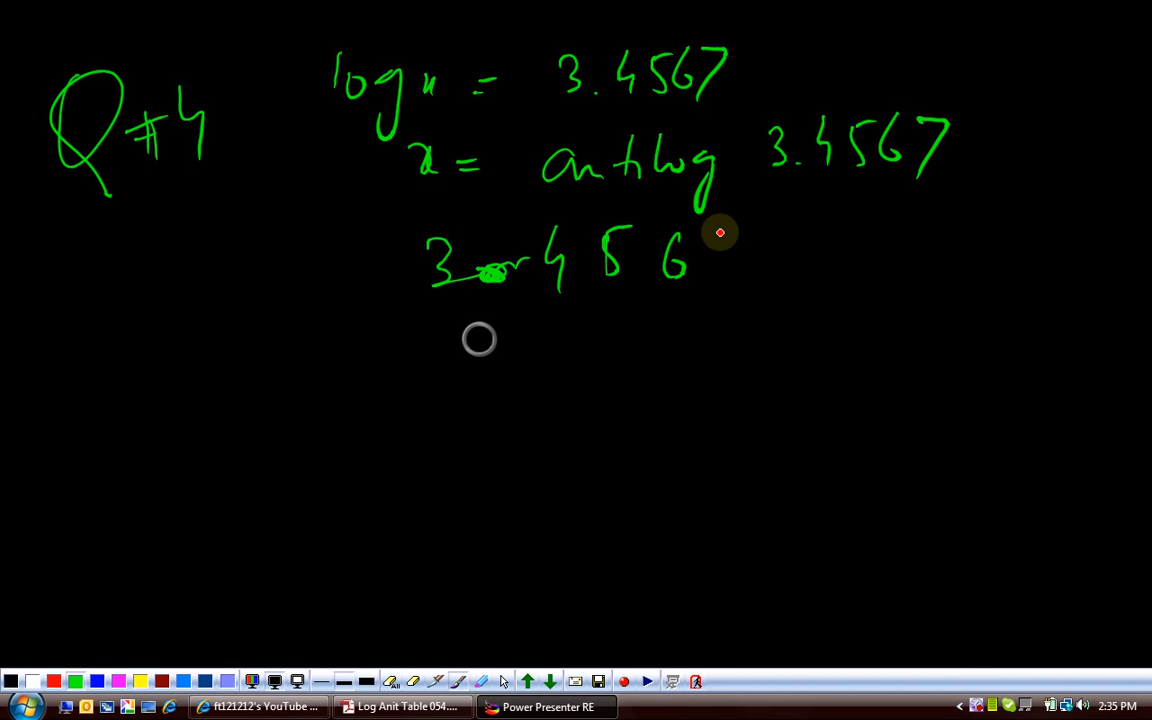 log x = 3.4567
Q#4
x = antilog 3.4567
3 . 4 5 6
ft121212's YouTube ...
Log Anit Table 054....
Power Presenter RE
2:35 PM